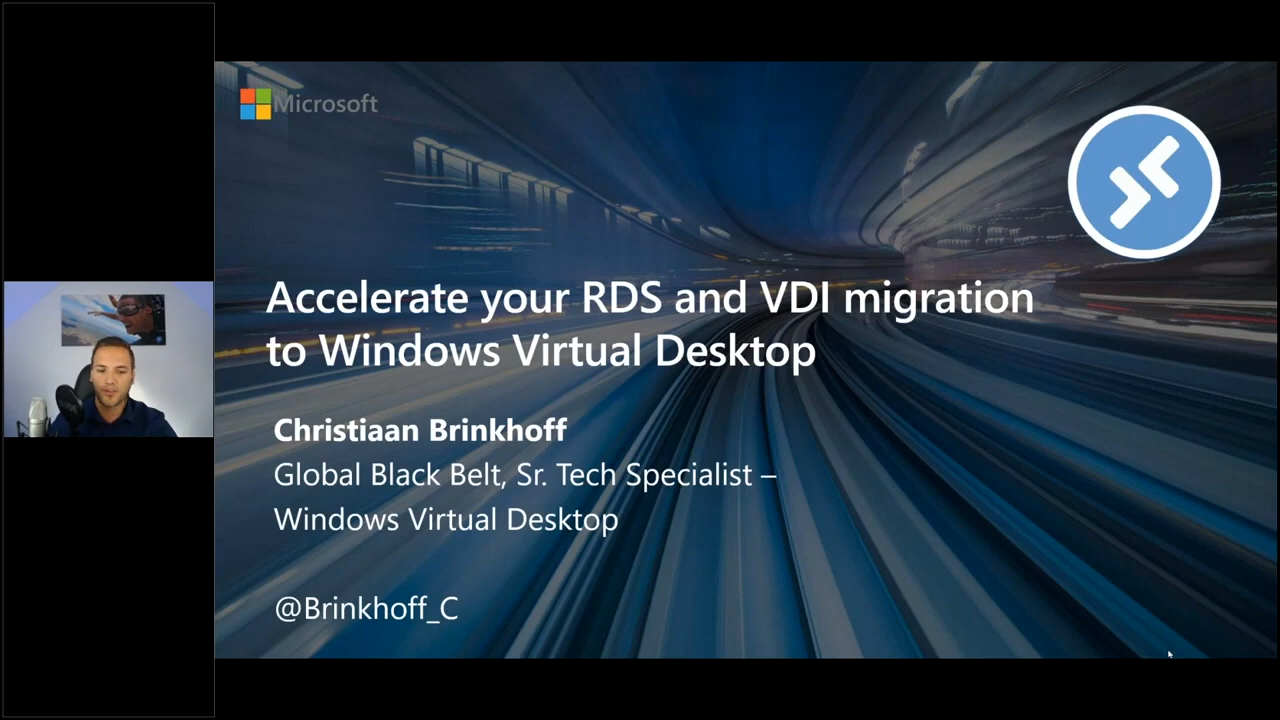 Microsoft
Accelerate your RDS and VDI migration
to Windows Virtual Desktop
Christiaan Brinkhoff
Global Black Belt, Sr. Tech Specialist –
Windows Virtual Desktop
@Brinkhoff_C